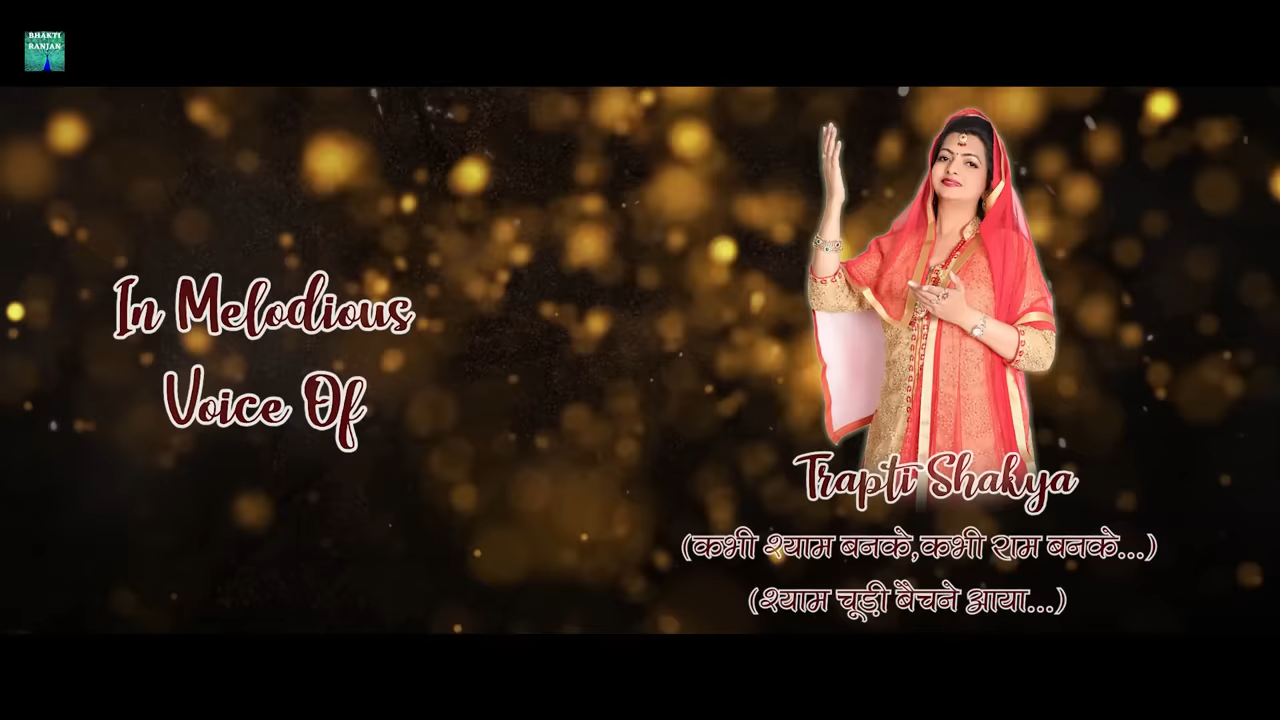 BHAKTI
RANJAN
In Melodious
Voice Of
Trapti Shakya
(कभी श्याम बनके,कभी राम बनके...)
(श्याम चूड़ी बैचने आया...)